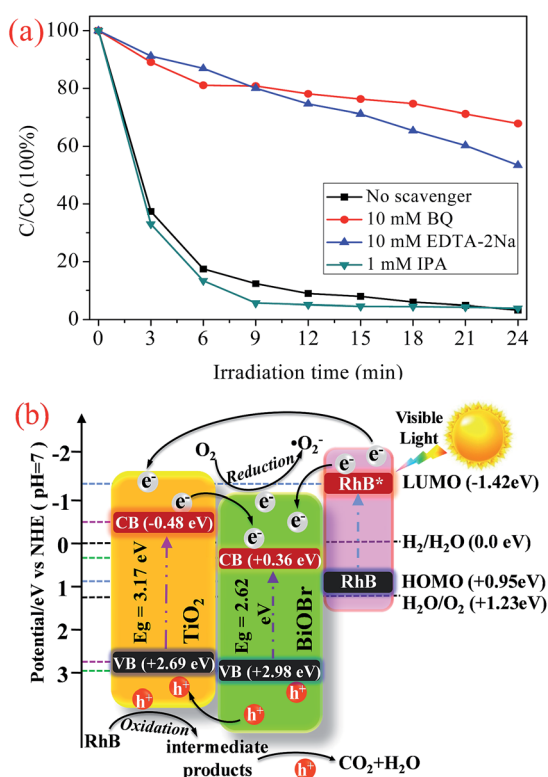 (a)
C/Co (100%)
100
80
60
40
20
0
No scavenger
10 mM BQ
10 mM EDTA-2Na
1 mM IPA
0 3 6 9 12 15 18 21 24
Irradiation time (min)
(b)
Potential/eV vs NHE ( pH=7 )
-2
-1
0
1
2
3
O₂
•O₂⁻
Reduction
Visible
Light
e⁻ e⁻ e⁻ e⁻ e⁻ e⁻ e⁻ e⁻
RhB*
LUMO (-1.42eV)
CB (-0.48 eV)
H₂/H₂O (0.0 eV)
CB (+0.36 eV)
RhB
HOMO (+0.95eV)
H₂O/O₂ (+1.23eV)
Eg = 3.17 eV
TiO₂
Eg = 2.62
eV
BiOBr
VB (+2.69 eV)
VB (+2.98 eV)
h⁺ h⁺ h⁺ h⁺
RhB
Oxidation
intermediate
products
h⁺
CO₂+H₂O